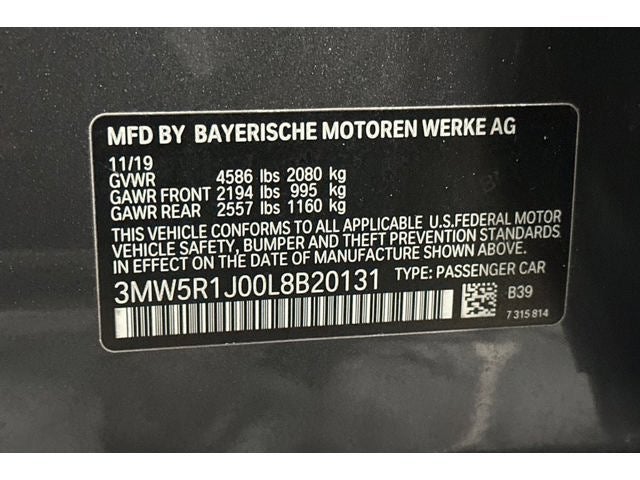 MFD BY BAYERISCHE MOTOREN WERKE AG
11/19
GVWR 4586 lbs 2080 kg
GAWR FRONT 2194 lbs 995 kg
GAWR REAR 2557 lbs 1160 kg
THIS VEHICLE CONFORMS TO ALL APPLICABLE U.S.FEDERAL MOTOR
VEHICLE SAFETY, BUMPER AND THEFT PREVENTION STANDARDS
IN EFFECT ON THE DATE OF MANUFACTURE SHOWN ABOVE.
3MW5R1J00L8B20131 TYPE: PASSENGER CAR
B39
7 315 814